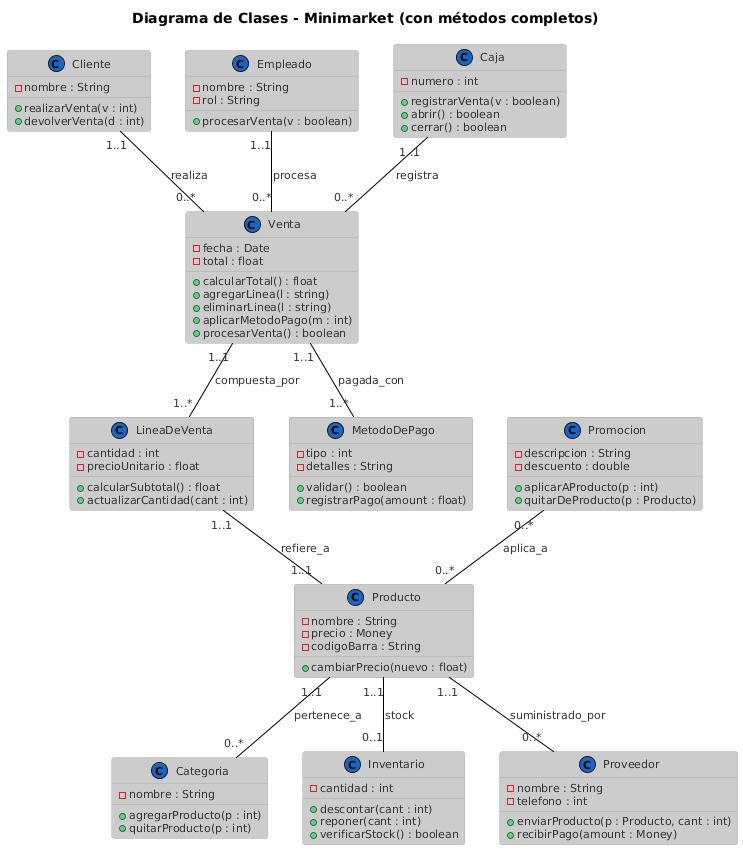 Diagrama de Clases - Minimarket (con métodos completos)
C Cliente
nombre : String
realizarVenta(v : int)
devolverVenta(d : int)
C Empleado
nombre : String
rol : String
procesarVenta(v : boolean)
C Caja
numero : int
registrarVenta(v : boolean)
abrir() : boolean
cerrar() : boolean
1..1
1..1
1..1
realiza
procesa
registra
0..*
0..*
0..*
C Venta
fecha : Date
total : float
calcularTotal() : float
agregarLinea(l : string)
eliminarLinea(l : string)
aplicarMetodoPago(m : int)
procesarVenta() : boolean
1..1
1..1
compuesta_por
pagada_con
1..*
1..*
C LineaDeVenta
cantidad : int
precioUnitario : float
calcularSubtotal() : float
actualizarCantidad(cant : int)
C MetodoDePago
tipo : int
detalles : String
validar() : boolean
registrarPago(amount : float)
C Promocion
descripcion : String
descuento : double
aplicarAProducto(p : int)
quitarDeProducto(p : Producto)
1..1
0..*
refiere_a
aplica_a
1..1
0..*
C Producto
nombre : String
precio : Money
codigoBarra : String
cambiarPrecio(nuevo : float)
1..1
1..1
1..1
pertenece_a
stock
suministrado_por
0..*
0..1
0..*
C Categoria
nombre : String
agregarProducto(p : int)
quitarProducto(p : int)
C Inventario
cantidad : int
descontar(cant : int)
reponer(cant : int)
verificarStock() : boolean
C Proveedor
nombre : String
telefono : int
enviarProducto(p : Producto, cant : int)
recibirPago(amount : Money)